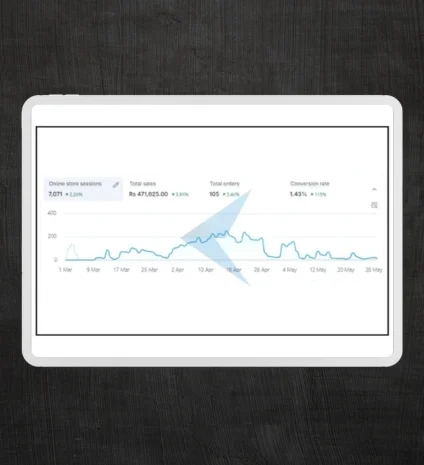 Online store sessions
7,071
Total sales
Rs 471,625.00
Total orders
105
Conversion rate
1.43%
400
200
0
1 Mar 9 Mar 17 Mar 25 Mar 2 Apr 10 Apr 18 Apr 26 Apr 4 May 12 May 20 May